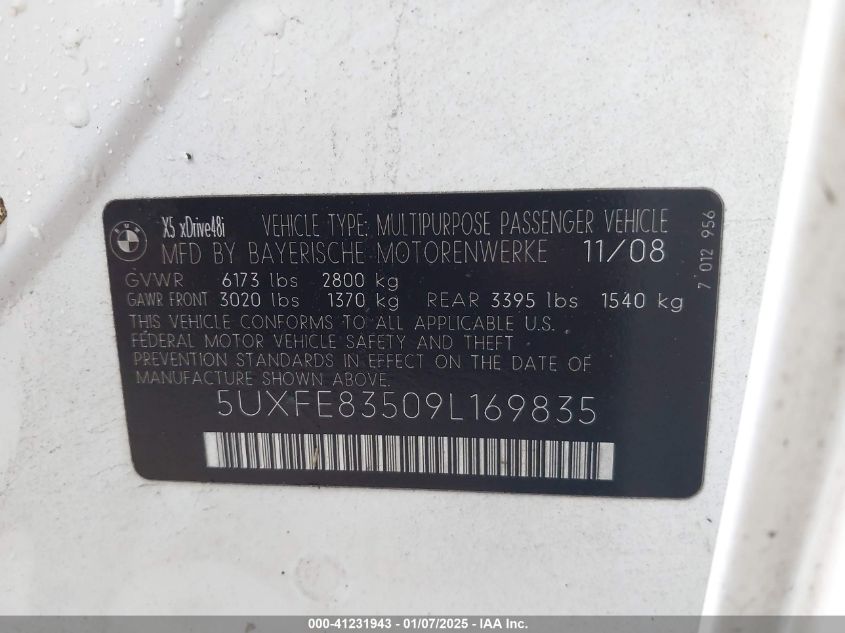 BMW
X5 xDrive48i VEHICLE TYPE: MULTIPURPOSE PASSENGER VEHICLE
MFD BY BAYERISCHE MOTORENWERKE 11/08
GVWR 6173 lbs 2800 kg
GAWR FRONT 3020 lbs 1370 kg REAR 3395 lbs 1540 kg
THIS VEHICLE CONFORMS TO ALL APPLICABLE U.S.
FEDERAL MOTOR VEHICLE SAFETY AND THEFT
PREVENTION STANDARDS IN EFFECT ON THE DATE OF
MANUFACTURE SHOWN ABOVE.
5UXFE83509L169835
7 012 956
000-41231943 - 01/07/2025 - IAA Inc.